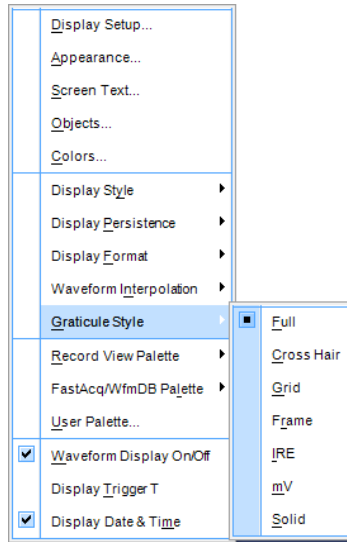 Display Setup...
Appearance...
Screen Text...
Objects...
Colors...
Display Style
Display Persistence
Display Format
Waveform Interpolation
Graticule Style
Record View Palette
FastAcq/WfmDB Palette
User Palette...
Waveform Display On/Off
Display Trigger T
Display Date & Time
Full
Cross Hair
Grid
Frame
IRE
mV
Solid